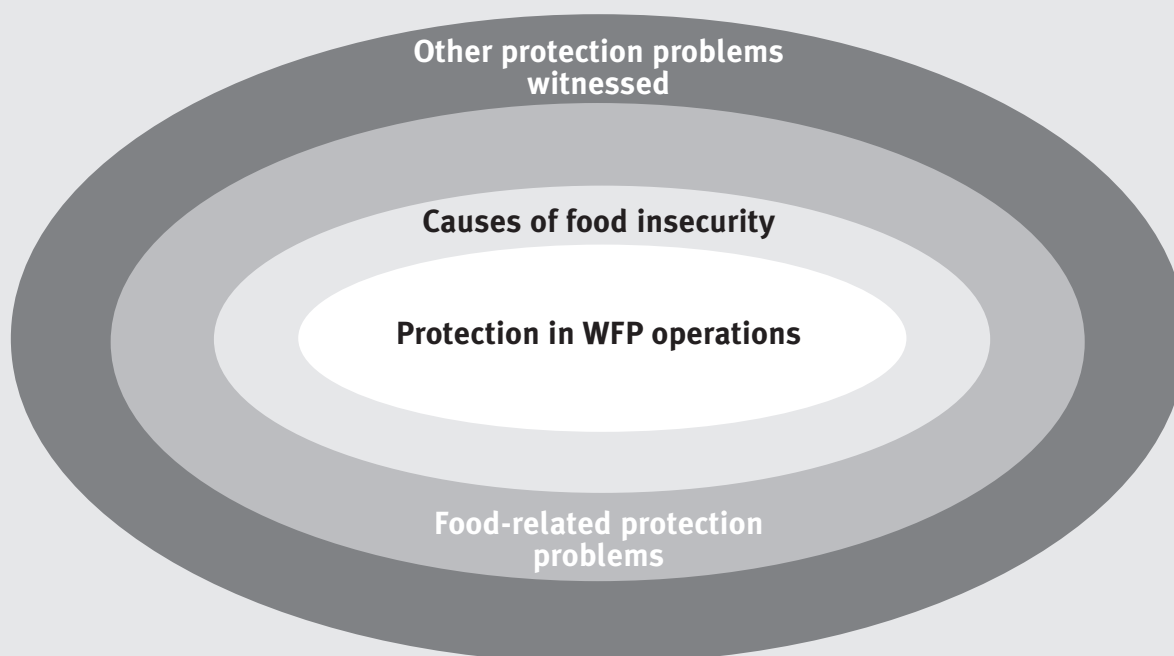 Other protection problems
witnessed
Causes of food insecurity
Protection in WFP operations
Food-related protection
problems